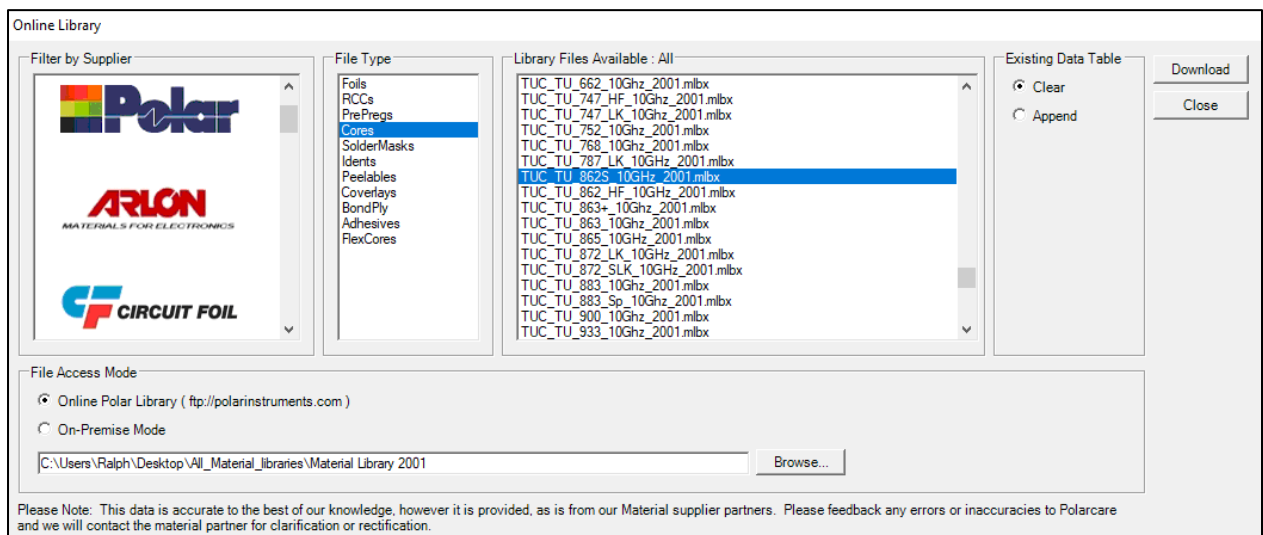 Online Library
Filter by Supplier
Polar
ARLON
MATERIALS FOR ELECTRONICS
CF CIRCUIT FOIL
File Type
Foils
RCCs
PrePregs
Cores
SolderMasks
Idents
Peelables
Coverlays
BondPly
Adhesives
FlexCores
Library Files Available : All
TUC_TU_662_10Ghz_2001.mlbx
TUC_TU_747_HF_10Ghz_2001.mlbx
TUC_TU_747_LK_10Ghz_2001.mlbx
TUC_TU_752_10Ghz_2001.mlbx
TUC_TU_768_10Ghz_2001.mlbx
TUC_TU_787_LK_10GHz_2001.mlbx
TUC_TU_862S_10GHz_2001.mlbx
TUC_TU_862_HF_10GHz_2001.mlbx
TUC_TU_863+_10Ghz_2001.mlbx
TUC_TU_863_10Ghz_2001.mlbx
TUC_TU_865_10GHz_2001.mlbx
TUC_TU_872_LK_10GHz_2001.mlbx
TUC_TU_872_SLK_10GHz_2001.mlbx
TUC_TU_883_10Ghz_2001.mlbx
TUC_TU_883_Sp_10Ghz_2001.mlbx
TUC_TU_900_10Ghz_2001.mlbx
TUC_TU_933_10Ghz_2001.mlbx
Existing Data Table
Clear
Append
Download
Close
File Access Mode
Online Polar Library ( ftp://polarinstruments.com )
On-Premise Mode
C:\Users\Ralph\Desktop\All_Material_libraries\Material Library 2001
Browse...
Please Note: This data is accurate to the best of our knowledge, however it is provided, as is from our Material supplier partners. Please feedback any errors or inaccuracies to Polarcare
and we will contact the material partner for clarification or rectification.